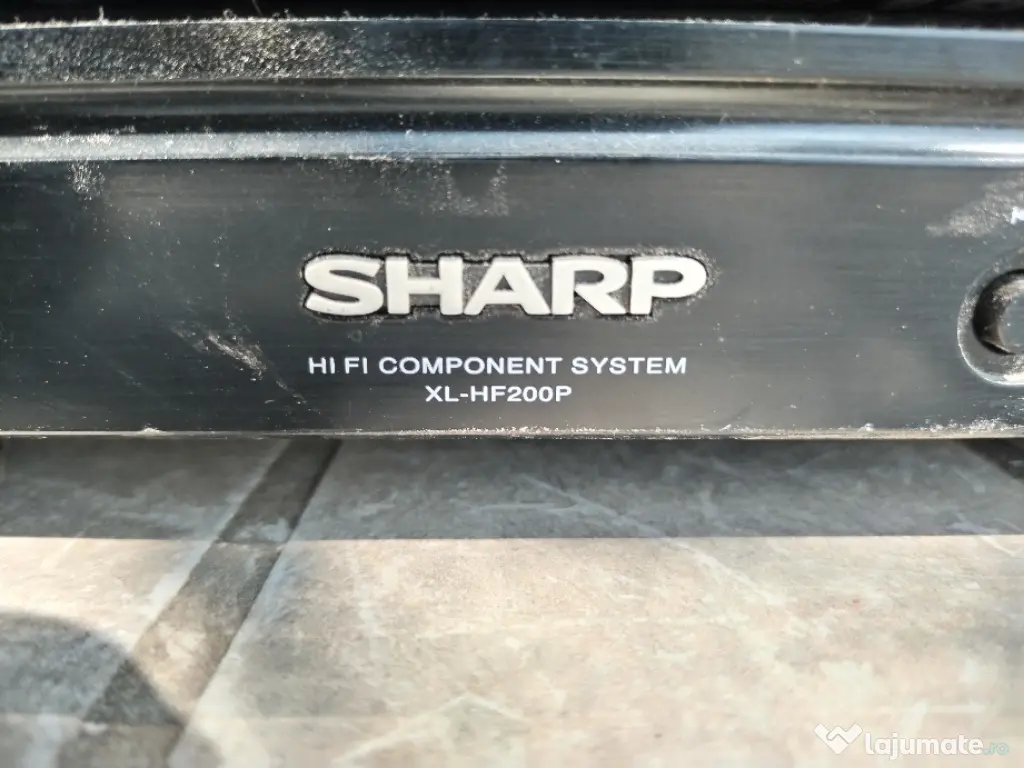 SHARP
HI FI COMPONENT SYSTEM
XL-HF200P
lajumate.ro